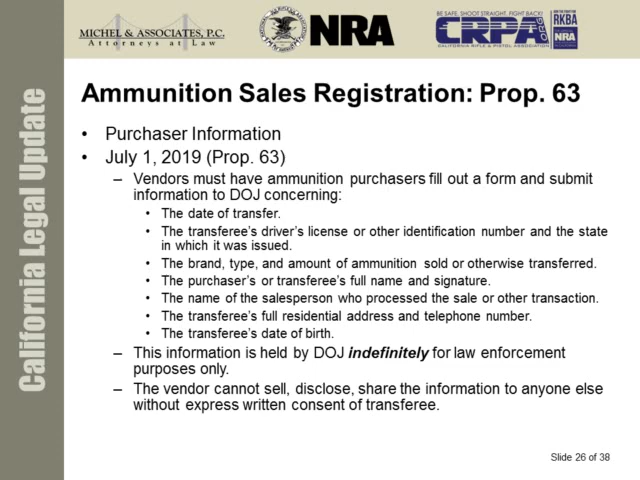 MICHEL & ASSOCIATES, P.C.
Attorneys at Law
NRA
BE SAFE, SHOOT STRAIGHT, FIGHT BACK!
CRPA.ORG
CALIFORNIA RIFLE & PISTOL ASSOCIATION
RKBA
NRA
California Legal Update
Ammunition Sales Registration: Prop. 63
• Purchaser Information
• July 1, 2019 (Prop. 63)
– Vendors must have ammunition purchasers fill out a form and submit
information to DOJ concerning:
• The date of transfer.
• The transferee's driver's license or other identification number and the state
in which it was issued.
• The brand, type, and amount of ammunition sold or otherwise transferred.
• The purchaser's or transferee's full name and signature.
• The name of the salesperson who processed the sale or other transaction.
• The transferee's full residential address and telephone number.
• The transferee's date of birth.
– This information is held by DOJ indefinitely for law enforcement
purposes only.
– The vendor cannot sell, disclose, share the information to anyone else
without express written consent of transferee.
Slide 26 of 38